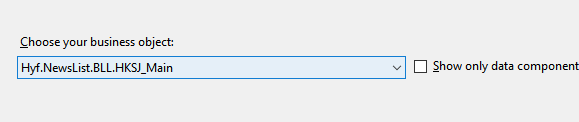 Choose your business object:
Hyf.NewsList.BLL.HKSJ_Main
Show only data component